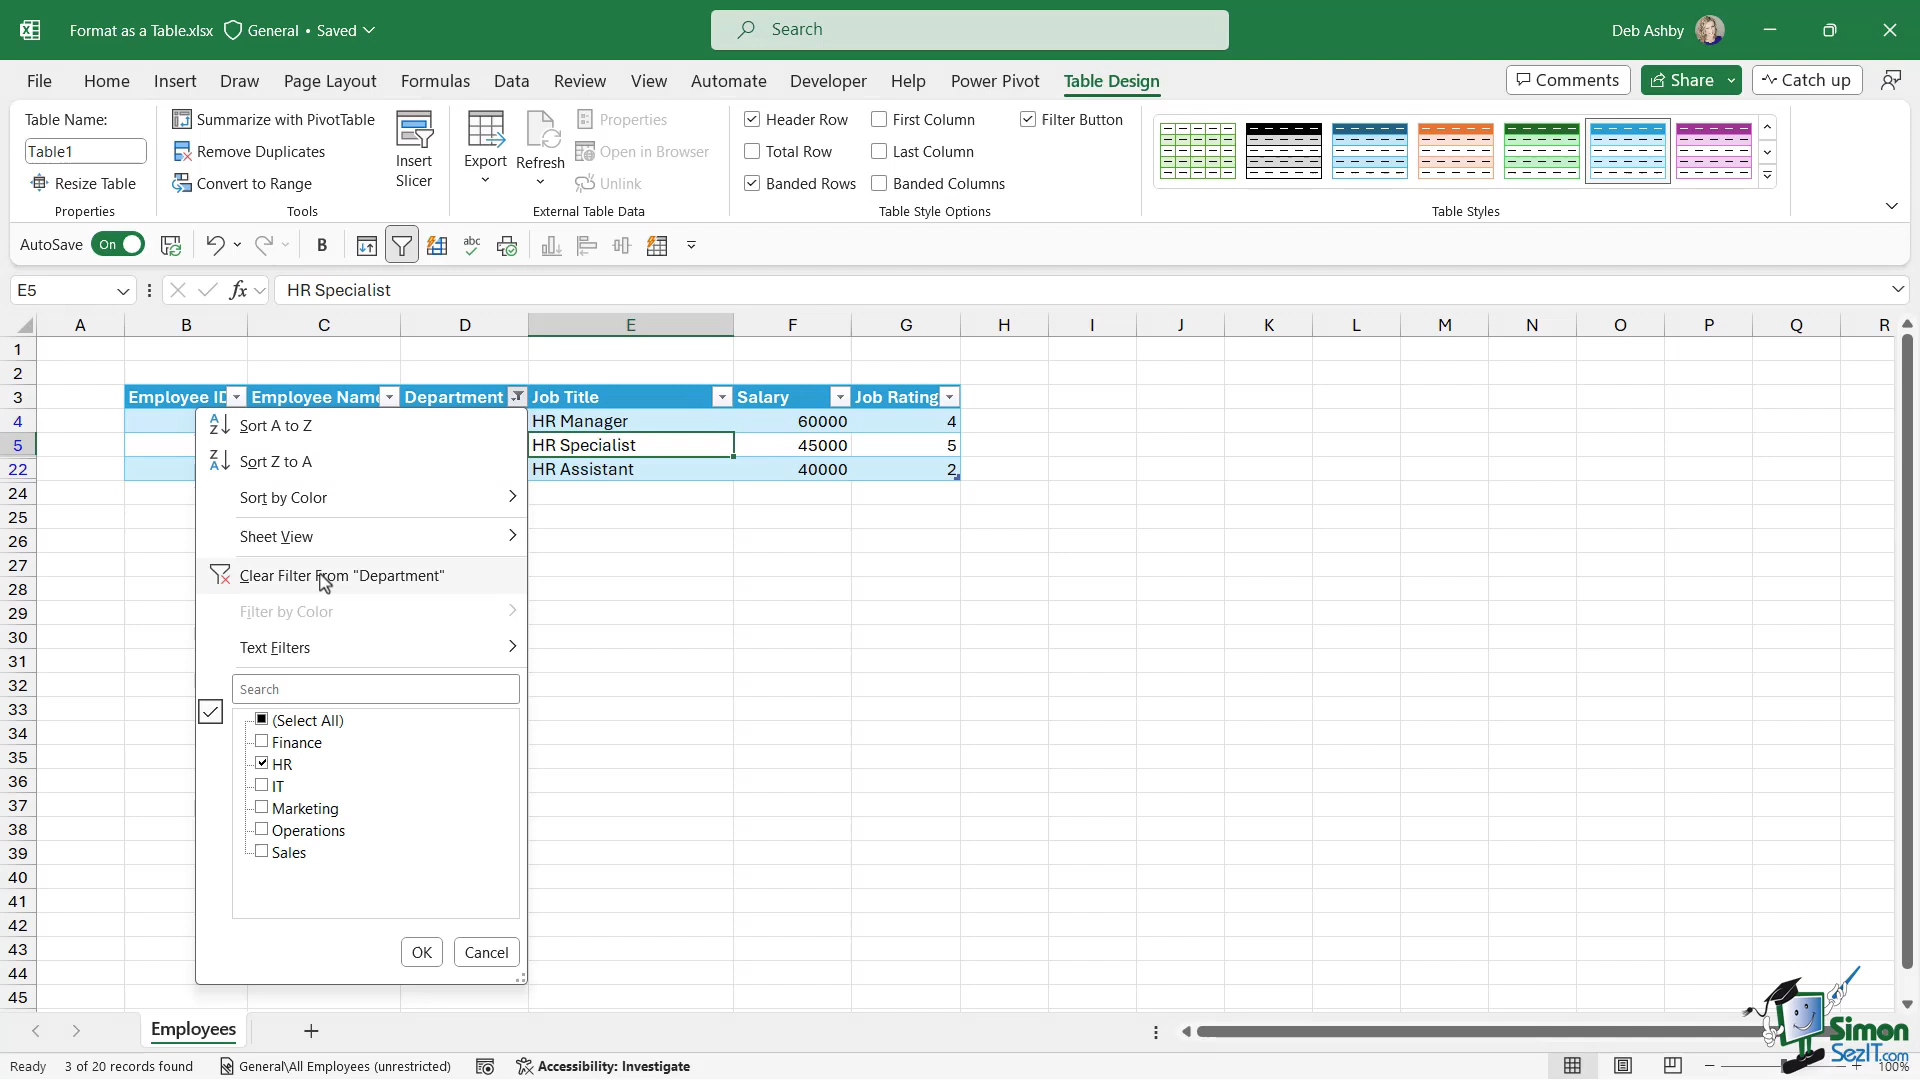 Format as a Table.xlsx General • Saved
Search
Deb Ashby
File Home Insert Draw Page Layout Formulas Data Review View Automate Developer Help Power Pivot Table Design
Comments Share Catch up
Table Name:
Table1
Resize Table
Properties
Summarize with PivotTable
Remove Duplicates
Convert to Range
Tools
Insert
Slicer
Export
Refresh
Properties
Open in Browser
Unlink
External Table Data
Header Row
Total Row
Banded Rows
First Column
Last Column
Banded Columns
Filter Button
Table Style Options
Table Styles
AutoSave On B abc
E5 fx HR Specialist
A B C D E F G H I J K L M N O P Q R
1
2
3 Employee ID Employee Name Department Job Title Salary Job Rating
4 HR Manager 60000 4
5 HR Specialist 45000 5
22 HR Assistant 40000 2
24
25
26
27
28
29
30
31
32
33
34
35
36
37
38
39
40
41
42
43
44
45
Sort A to Z
Sort Z to A
Sort by Color
Sheet View
Clear Filter From "Department"
Filter by Color
Text Filters
Search
(Select All)
Finance
HR
IT
Marketing
Operations
Sales
OK Cancel
Employees
Simon
SezIT.com
Ready 3 of 20 records found General\All Employees (unrestricted) Accessibility: Investigate 100%